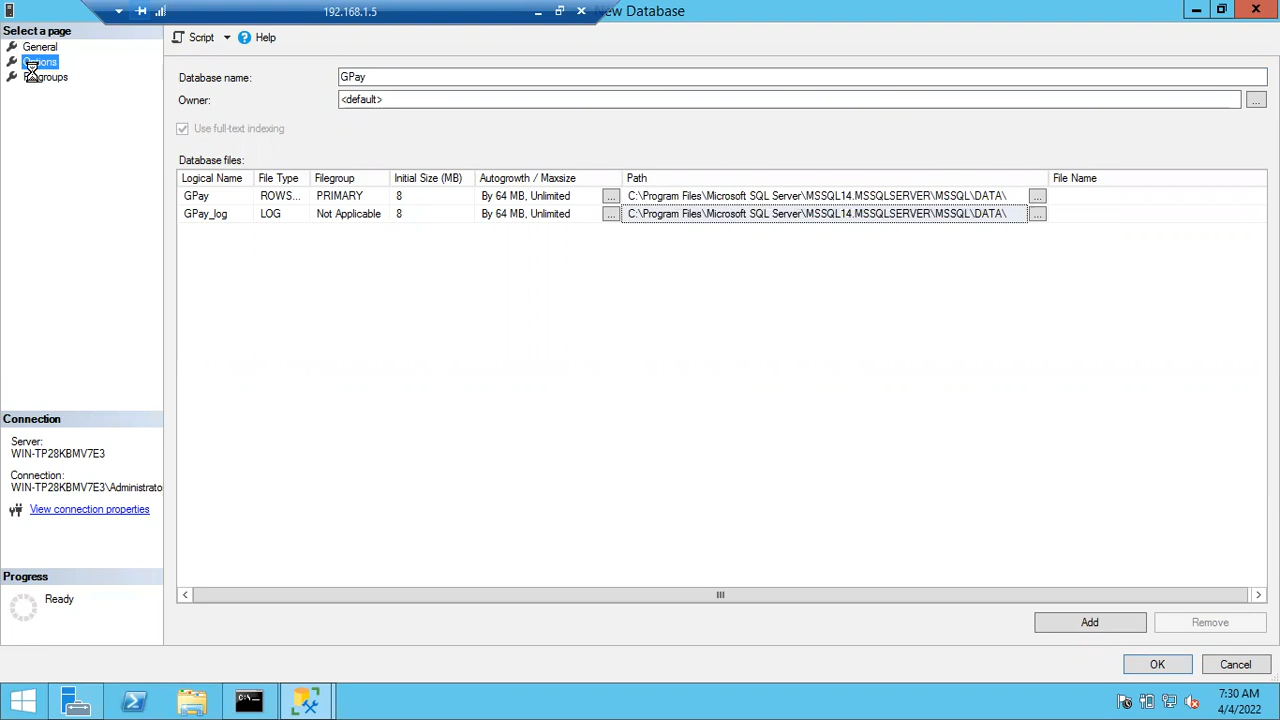 192.168.1.5
New Database
Select a page
General
Options
Filegroups
Script
Help
Database name:
GPay
Owner:
<default>
...
Use full-text indexing
Database files:
Logical Name File Type Filegroup Initial Size (MB) Autogrowth / Maxsize Path File Name
GPay ROWS... PRIMARY 8 By 64 MB, Unlimited ... C:\Program Files\Microsoft SQL Server\MSSQL14.MSSQLSERVER\MSSQL\DATA\ ...
GPay_log LOG Not Applicable 8 By 64 MB, Unlimited ... C:\Program Files\Microsoft SQL Server\MSSQL14.MSSQLSERVER\MSSQL\DATA\ ...
Connection
Server:
WIN-TP28KBMV7E3
Connection:
WIN-TP28KBMV7E3\Administrato
View connection properties
Progress
Ready
Add
Remove
OK
Cancel
7:30 AM
4/4/2022